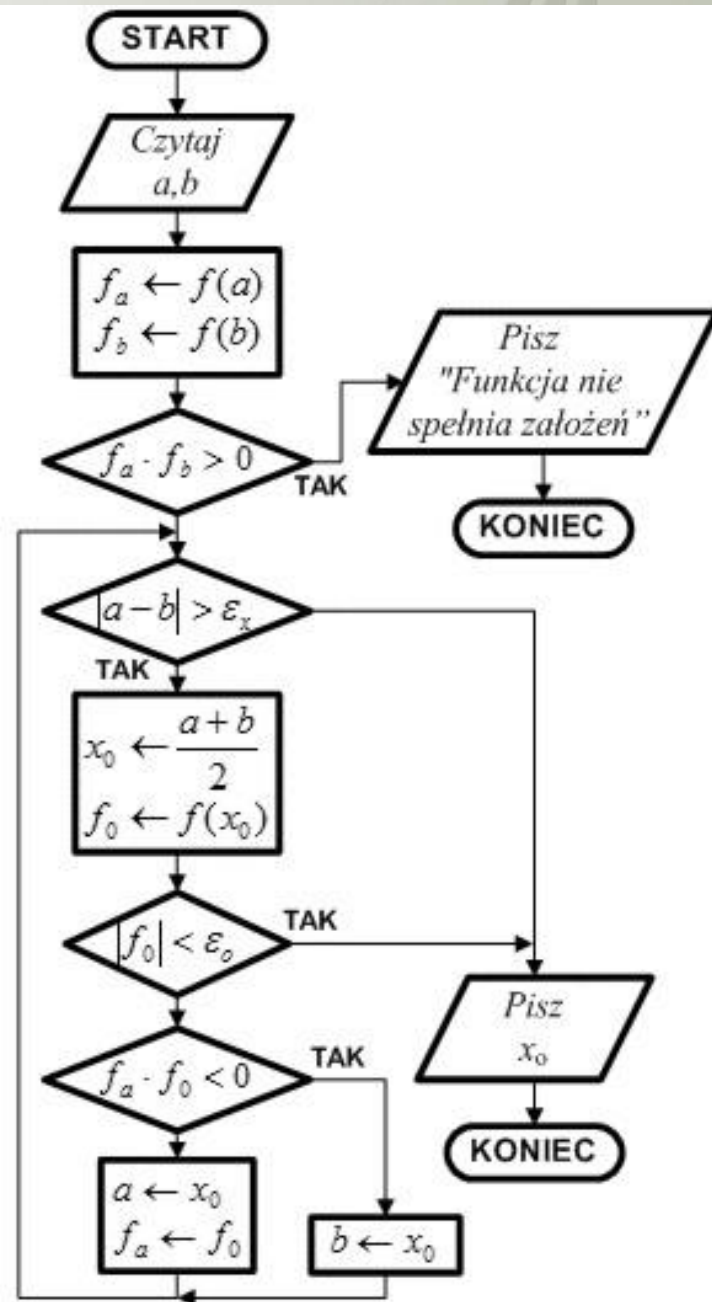 START
Czytaj
a,b
f_a ← f(a)
f_b ← f(b)
f_a · f_b > 0
TAK
Pisz
"Funkcja nie
spełnia założeń”
KONIEC
|a − b| > ε_x
TAK
x_0 ← (a + b)/2
f_0 ← f(x_0)
|f_0| < ε_o
TAK
f_a · f_0 < 0
TAK
a ← x_0
f_a ← f_0
b ← x_0
Pisz
x_o
KONIEC